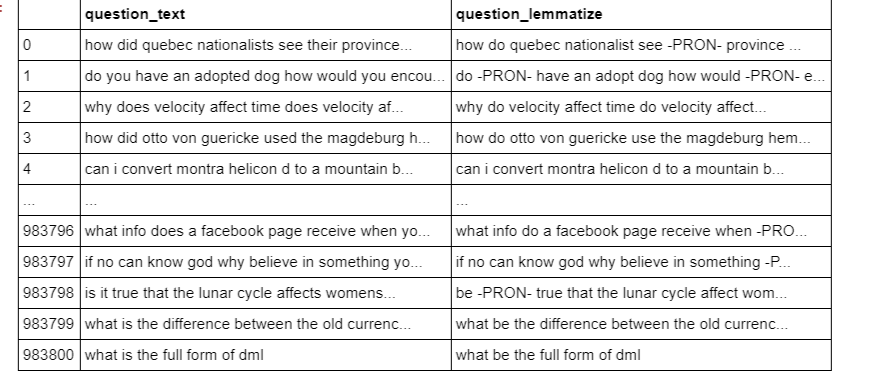 question_text question_lemmatize
0 how did quebec nationalists see their province... how do quebec nationalist see -PRON- province ...
1 do you have an adopted dog how would you encou... do -PRON- have an adopt dog how would -PRON- e...
2 why does velocity affect time does velocity af... why do velocity affect time do velocity affect...
3 how did otto von guericke used the magdeburg h... how do otto von guericke use the magdeburg hem...
4 can i convert montra helicon d to a mountain b... can i convert montra helicon d to a mountain b...
... ... ...
983796 what info does a facebook page receive when yo... what info do a facebook page receive when -PRO...
983797 if no can know god why believe in something yo... if no can know god why believe in something -P...
983798 is it true that the lunar cycle affects womens... be -PRON- true that the lunar cycle affect wom...
983799 what is the difference between the old currenc... what be the difference between the old currenc...
983800 what is the full form of dml what be the full form of dml